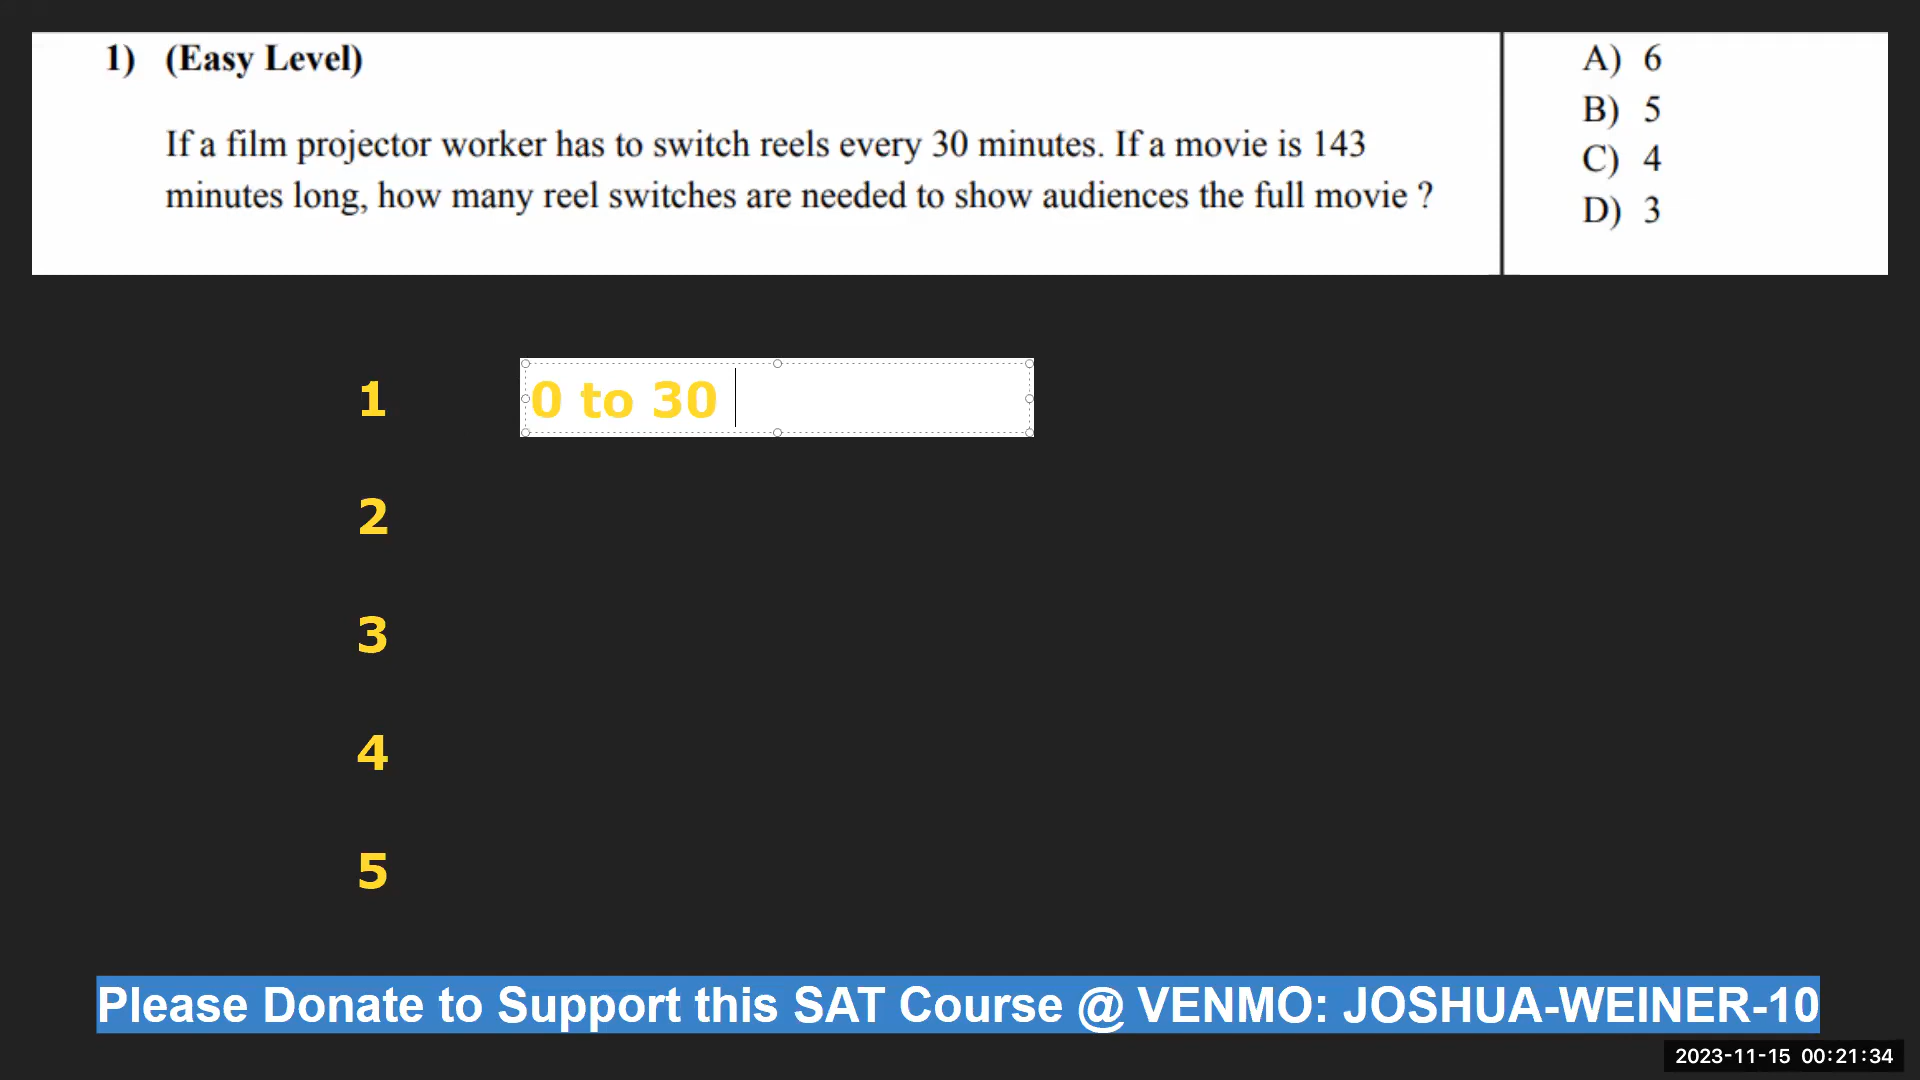 1) (Easy Level)
If a film projector worker has to switch reels every 30 minutes. If a movie is 143
minutes long, how many reel switches are needed to show audiences the full movie ?
A) 6
B) 5
C) 4
D) 3
1 0 to 30
2
3
4
5
Please Donate to Support this SAT Course @ VENMO: JOSHUA-WEINER-10
2023-11-15 00:21:34